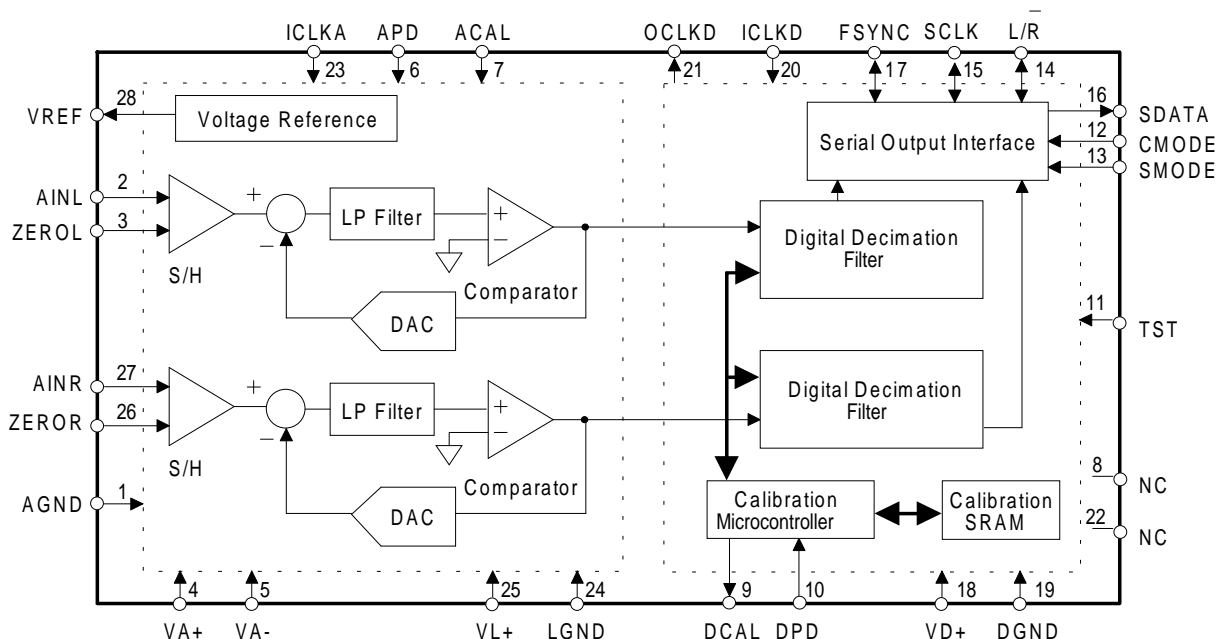 ICLKA APD ACAL OCLKD ICLKD FSYNC SCLK L/R̅
23 6 7 21 20 17 15 14
VREF 28 Voltage Reference
Serial Output Interface
16 SDATA
12 CMODE
13 SMODE
AINL 2
ZEROL 3
S/H
+
−
LP Filter
+
−
Comparator
DAC
Digital Decimation
Filter
11 TST
AINR 27
ZEROR 26
S/H
+
−
LP Filter
+
−
Comparator
DAC
Digital Decimation
Filter
AGND 1
Calibration
Microcontroller
Calibration
SRAM
8 NC
22 NC
4 5 25 24 9 10 18 19
VA+ VA- VL+ LGND DCAL DPD VD+ DGND